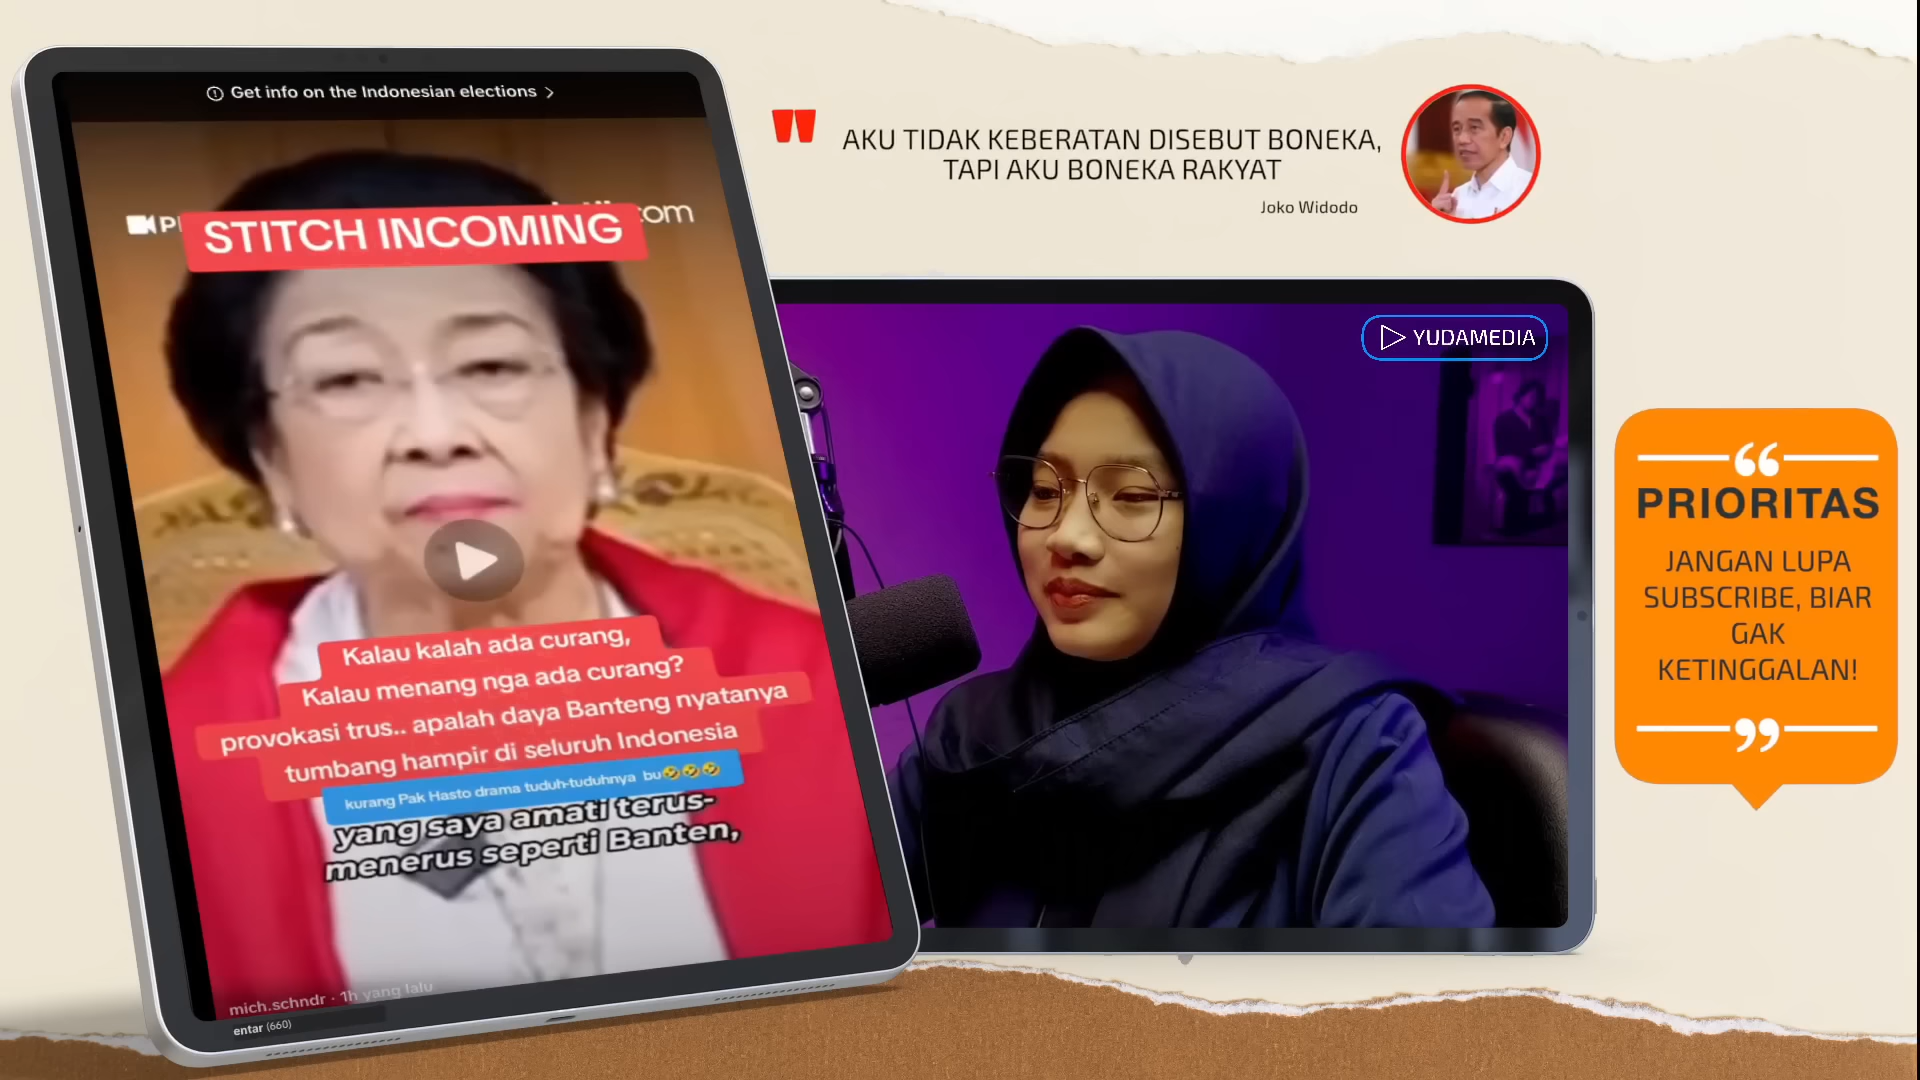 Get info on the Indonesian elections
STITCH INCOMING
com
Kalau kalah ada curang,
Kalau menang nga ada curang?
provokasi trus.. apalah daya Banteng nyatanya
tumbang hampir di seluruh Indonesia
kurang Pak Hasto drama tuduh-tuduhnya bu🤣🤣🤣
yang saya amati terus-
menerus seperti Banten,
mich.schndr · 1h yang lalu
entar (660)
" AKU TIDAK KEBERATAN DISEBUT BONEKA,
TAPI AKU BONEKA RAKYAT
Joko Widodo
YUDAMEDIA
“
PRIORITAS
JANGAN LUPA
SUBSCRIBE, BIAR
GAK
KETINGGALAN!
”